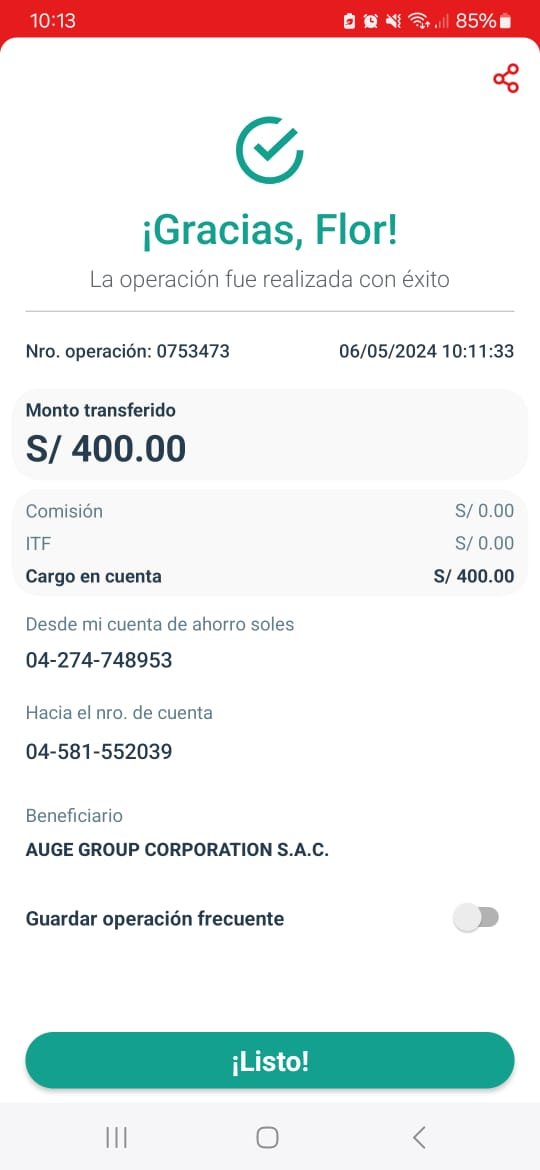 10:13
85%
¡Gracias, Flor!
La operación fue realizada con éxito
Nro. operación: 0753473 06/05/2024 10:11:33
Monto transferido
S/ 400.00
Comisión S/ 0.00
ITF S/ 0.00
Cargo en cuenta S/ 400.00
Desde mi cuenta de ahorro soles
04-274-748953
Hacia el nro. de cuenta
04-581-552039
Beneficiario
AUGE GROUP CORPORATION S.A.C.
Guardar operación frecuente
¡Listo!